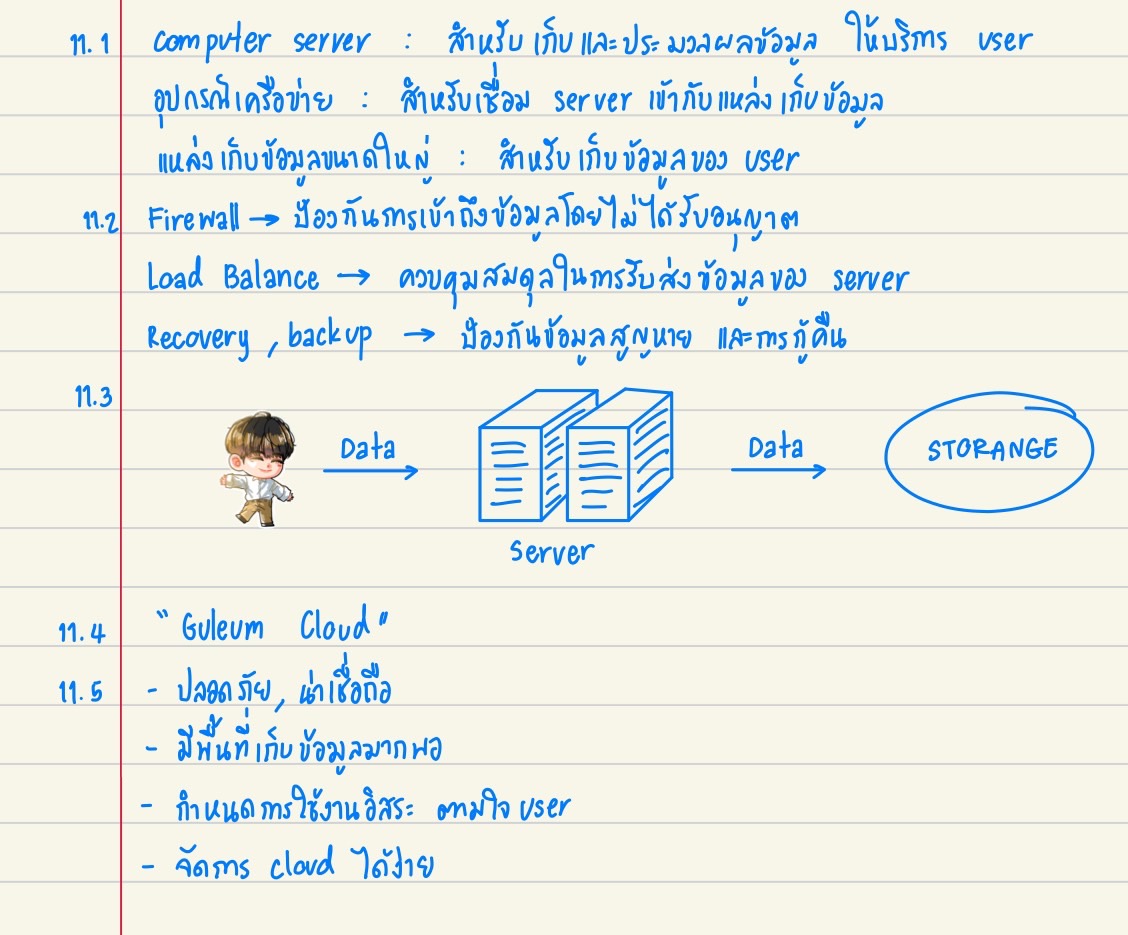 11.1 computer server : สำหรับเก็บและประมวลผลข้อมูล ให้บริการ user
อุปกรณ์เครือข่าย : สำหรับเชื่อม server เข้ากับแหล่งเก็บข้อมูล
แหล่งเก็บข้อมูลขนาดใหญ่ : สำหรับเก็บข้อมูลของ user
11.2 Firewall → ป้องกันการเข้าถึงข้อมูลโดยไม่ได้รับอนุญาต
Load Balance → ควบคุมสมดุลในการรับส่งข้อมูลของ server
Recovery , backup → ป้องกันข้อมูลสูญหาย และการกู้คืน
11.3
Data → Data → STORANGE
Server
11.4 "Guleum Cloud"
11.5 - ปลอดภัย, น่าเชื่อถือ
- มีพื้นที่เก็บข้อมูลมากพอ
- กำหนดการใช้งานอิสระ ตามใจ user
- จัดการ cloud ได้ง่าย